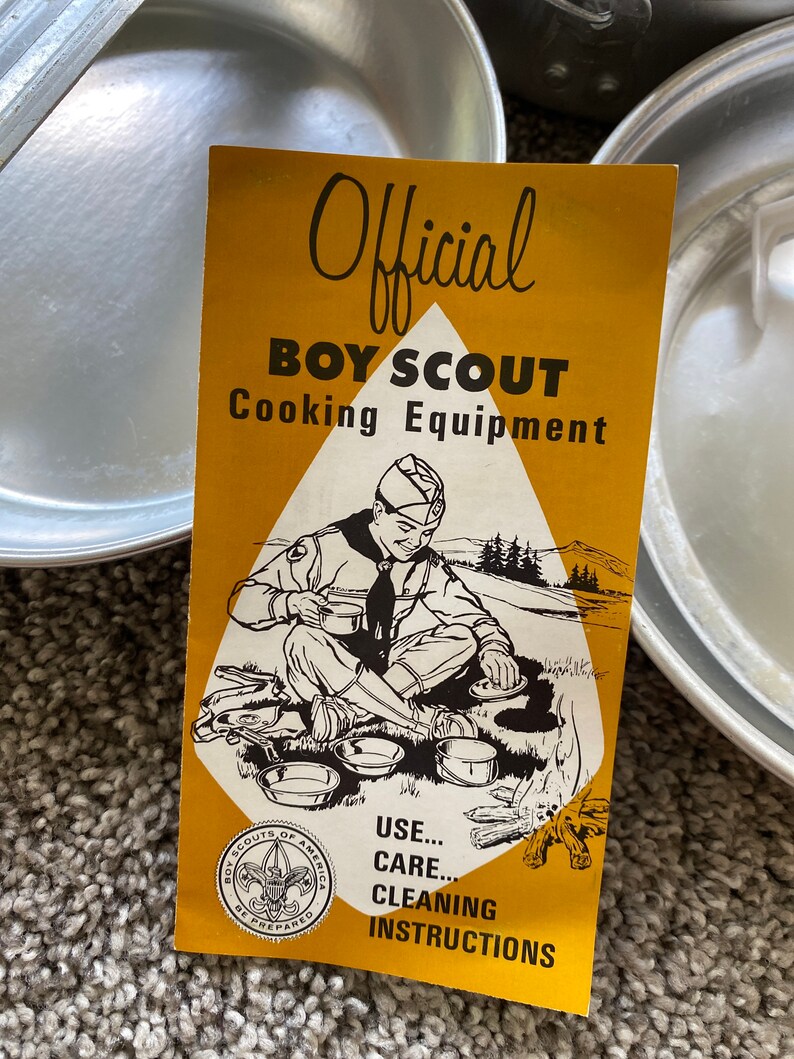 Official
BOY SCOUT
Cooking Equipment
USE...
CARE...
CLEANING
INSTRUCTIONS
BOY SCOUTS OF AMERICA
BE PREPARED